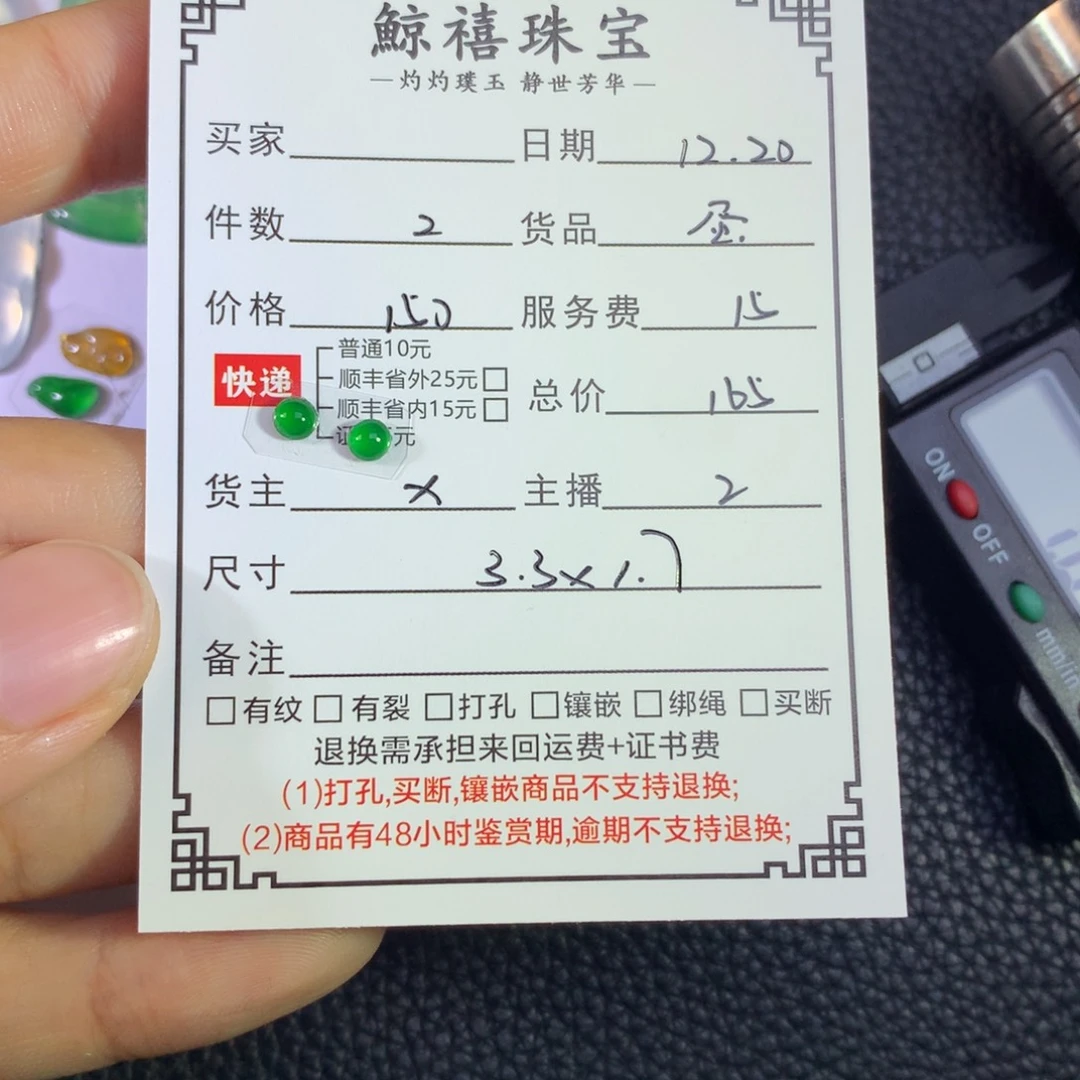 鲸禧珠宝
—灼灼璞玉 静世芳华—
买家 日期 12.20
件数 2 货品 蛋
价格 150 服务费 15
快递
普通10元
顺丰省外25元□
顺丰省内15元□
总价 165
证 元
货主 x 主播 2
尺寸 3.3x1.7
备注
□有纹 □有裂 □打孔 □镶嵌 □绑绳 □买断
退换需承担来回运费+证书费
(1)打孔,买断,镶嵌商品不支持退换;
(2)商品有48小时鉴赏期,逾期不支持退换;
ON
OFF
mm/in